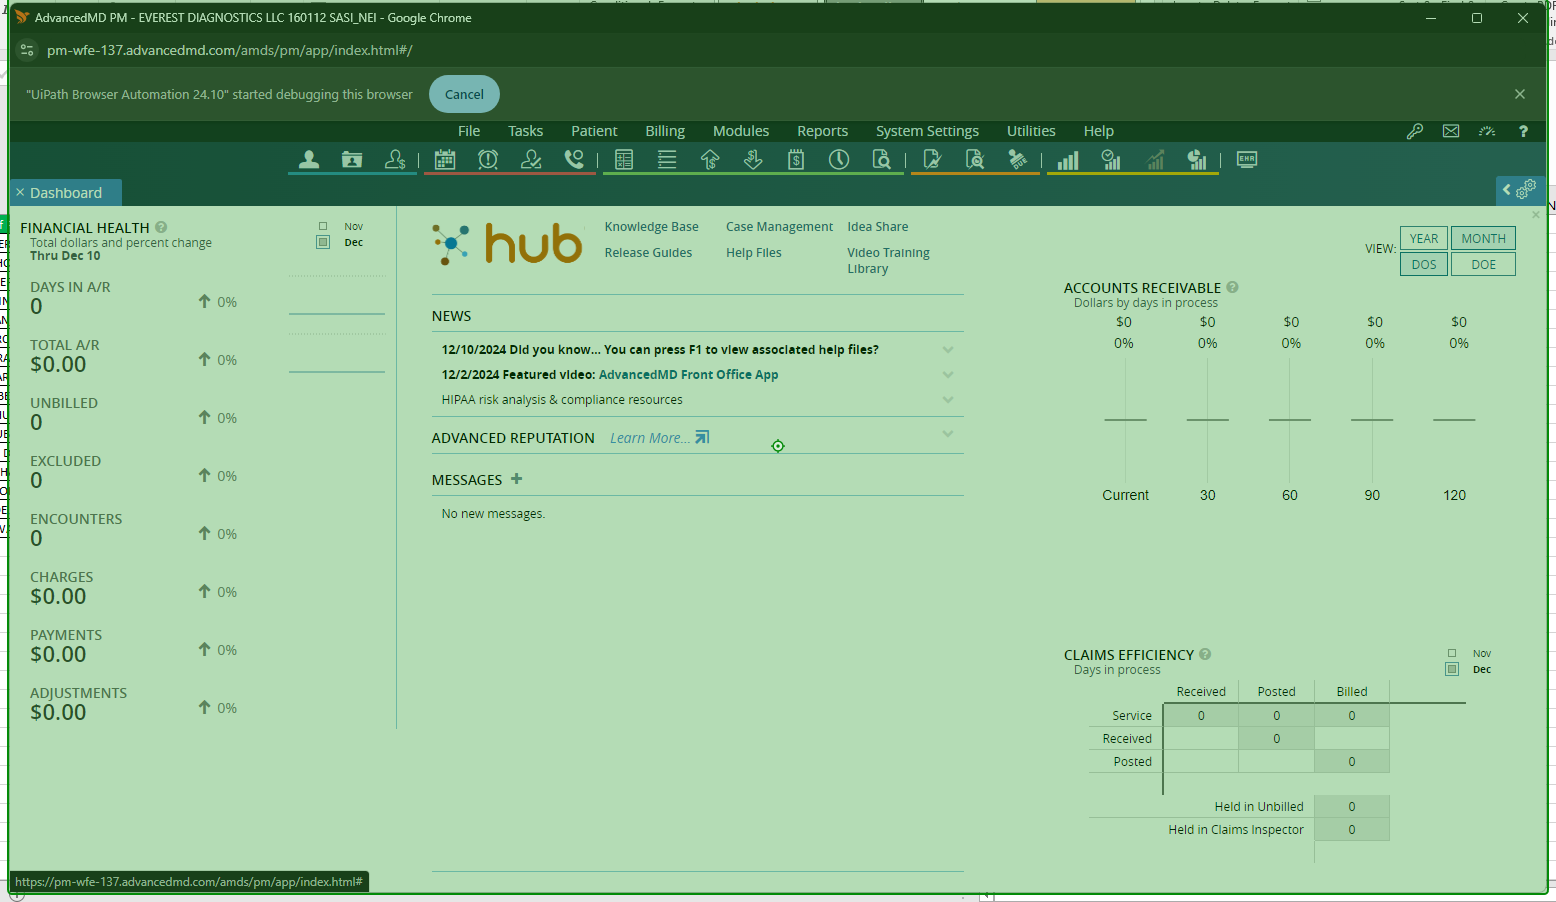 AdvancedMD PM - EVEREST DIAGNOSTICS LLC 160112 SASI_NEI - Google Chrome
pm-wfe-137.advancedmd.com/amds/pm/app/index.html#/
"UiPath Browser Automation 24.10" started debugging this browser Cancel
File Tasks Patient Billing Modules Reports System Settings Utilities Help
EHR
Dashboard
FINANCIAL HEALTH
Total dollars and percent change
Thru Dec 10
Nov
Dec
DAYS IN A/R
0 0%
TOTAL A/R
$0.00 0%
UNBILLED
0 0%
EXCLUDED
0 0%
ENCOUNTERS
0 0%
CHARGES
$0.00 0%
PAYMENTS
$0.00 0%
ADJUSTMENTS
$0.00 0%
hub
Knowledge Base Case Management Idea Share
Release Guides Help Files Video Training
Library
NEWS
12/10/2024 Did you know... You can press F1 to view associated help files?
12/2/2024 Featured video: AdvancedMD Front Office App
HIPAA risk analysis & compliance resources
ADVANCED REPUTATION Learn More...
MESSAGES
No new messages.
VIEW: YEAR MONTH
DOS DOE
ACCOUNTS RECEIVABLE
Dollars by days in process
$0 $0 $0 $0 $0
0% 0% 0% 0% 0%
Current 30 60 90 120
CLAIMS EFFICIENCY
Days in process
Nov
Dec
Received Posted Billed
Service 0 0 0
Received 0
Posted 0
Held in Unbilled 0
Held in Claims Inspector 0
https://pm-wfe-137.advancedmd.com/amds/pm/app/index.html#